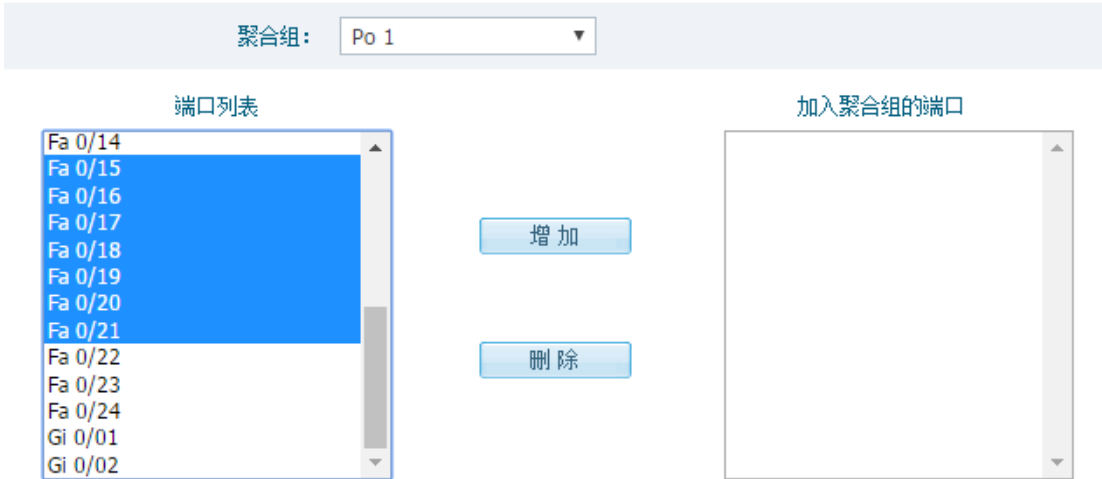 聚合组： Po 1
端口列表
加入聚合组的端口
Fa 0/14
Fa 0/15
Fa 0/16
Fa 0/17
Fa 0/18
Fa 0/19
Fa 0/20
Fa 0/21
Fa 0/22
Fa 0/23
Fa 0/24
Gi 0/01
Gi 0/02
增 加
删 除